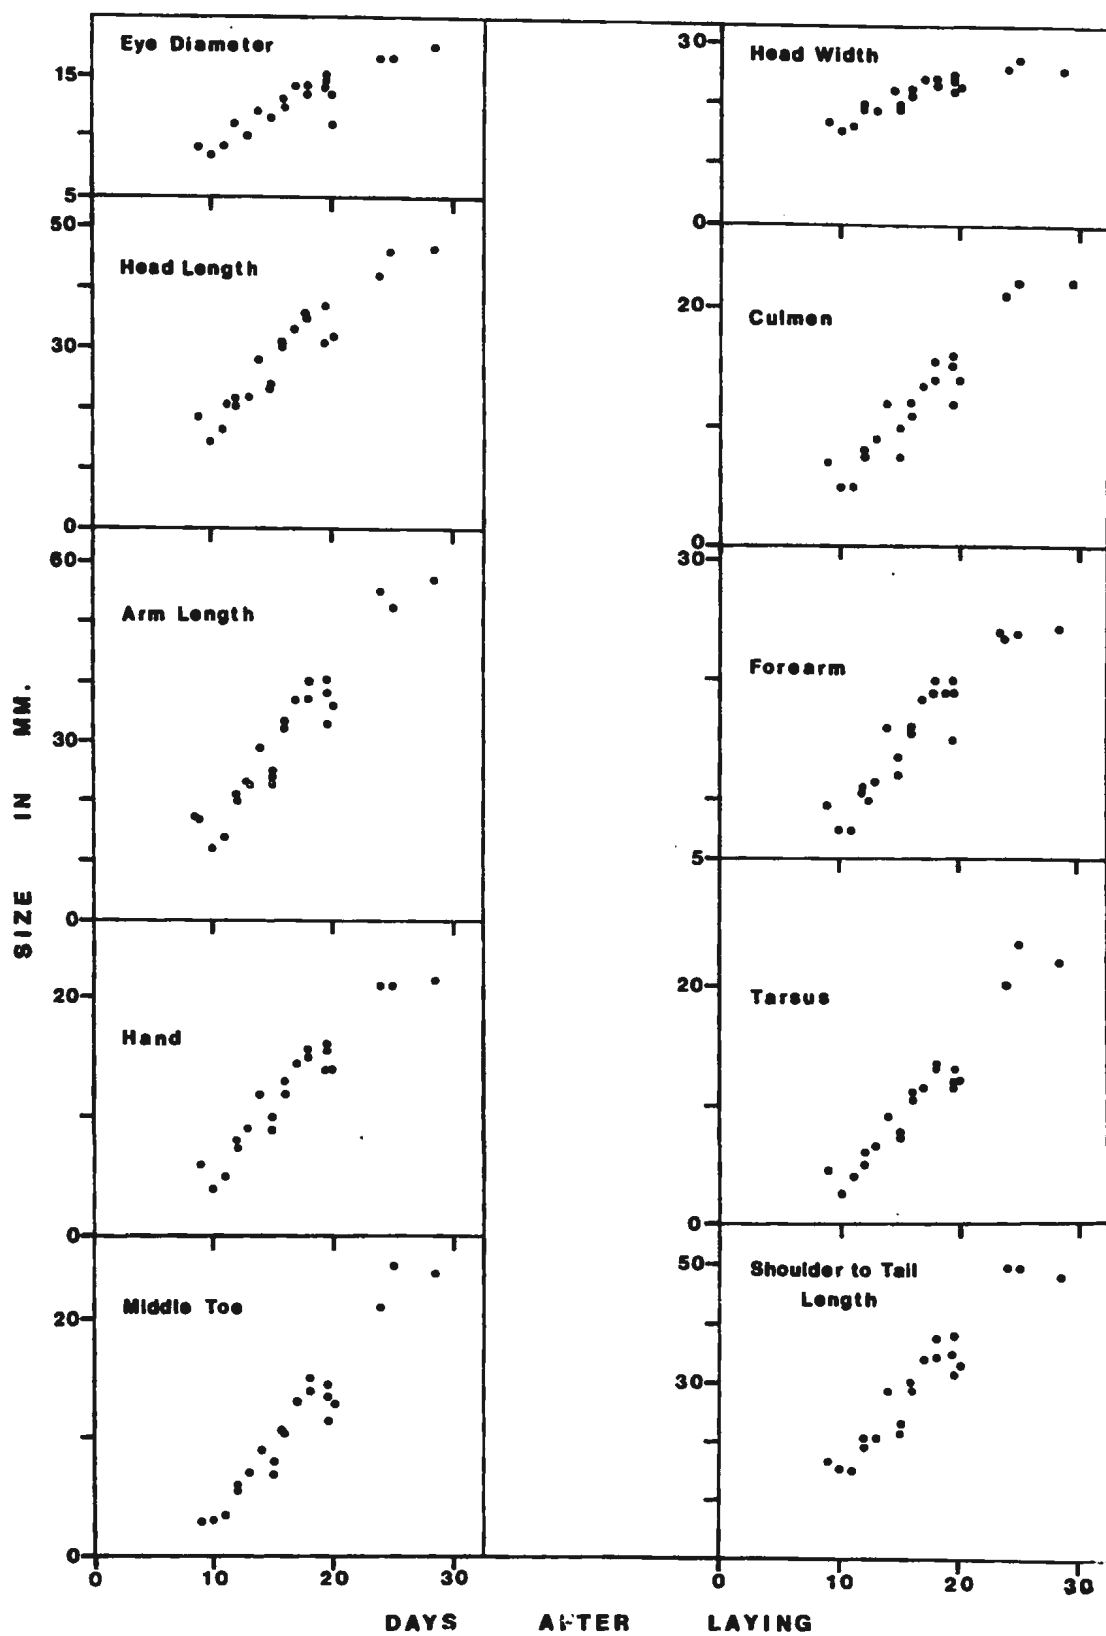 Eye Diameter
15
5
50
Head Length
30
0
60
Arm Length
30
0
20
Hand
0
Middle Toe
20
0
0 10 20 30
30
Head Width
0
20
Culmen
0
30
Forearm
5
20
Tarsus
0
50
Shoulder to Tail
Length
30
0 10 20 30
SIZE IN MM.
DAYS AFTER LAYING